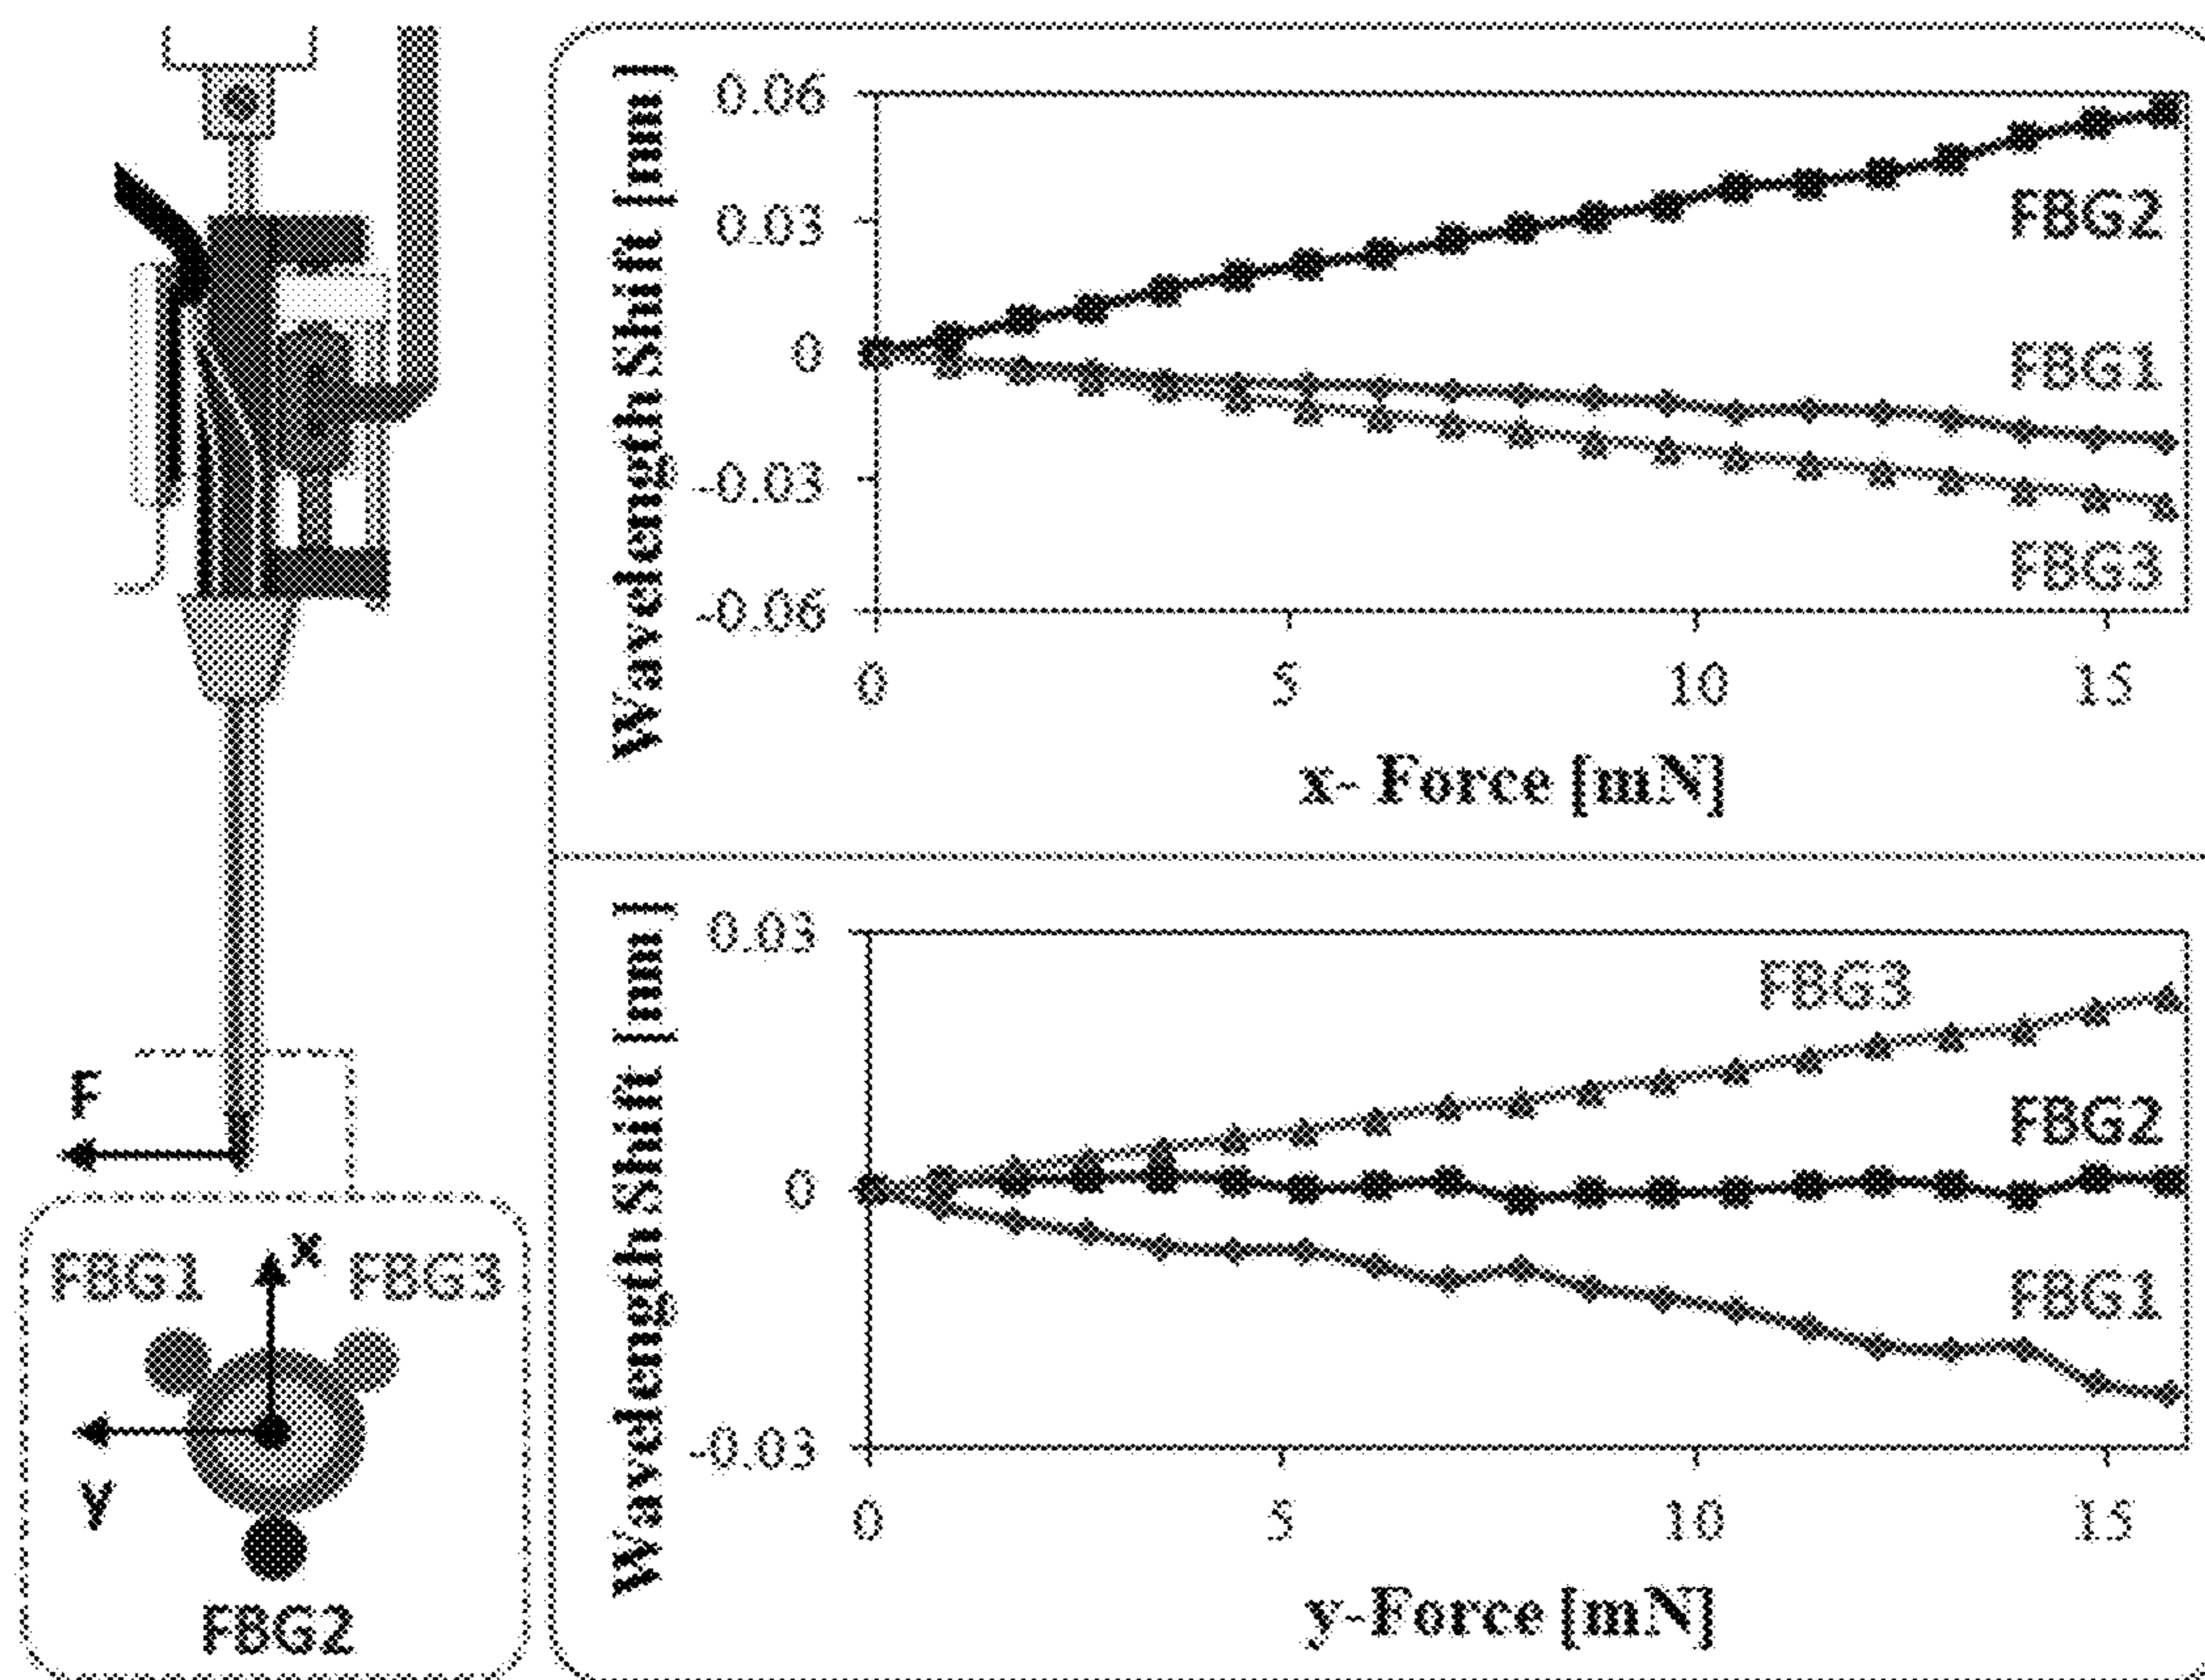 F
FBG1
x
FBG3
y
FBG2
Wavelength Shift [nm]
0.06
0.03
0
-0.03
-0.06
FBG2
FBG1
FBG3
0
5
10
15
x- Force [mN]
Wavelength Shift [nm]
0.03
0
-0.03
FBG3
FBG2
FBG1
0
5
10
15
y-Force [mN]